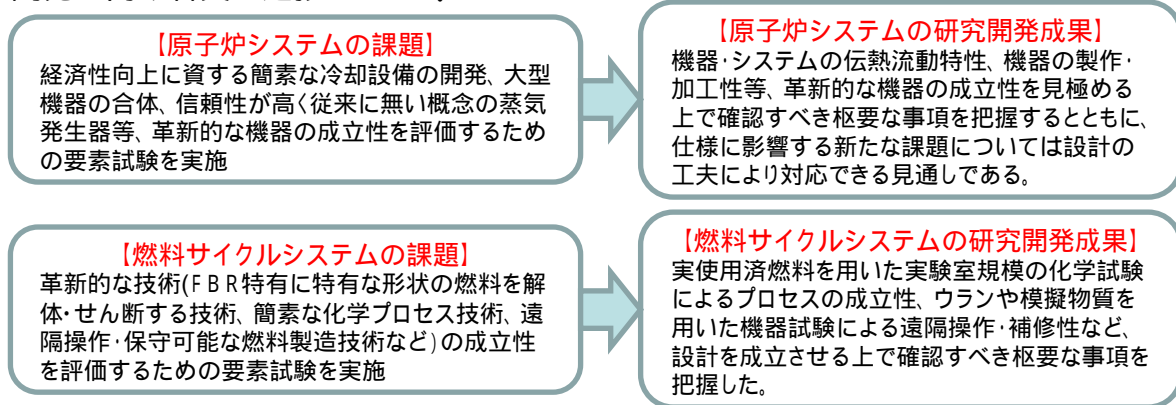 【原子炉システムの課題】
経済性向上に資する簡素な冷却設備の開発、大型
機器の合体、信頼性が高く従来に無い概念の蒸気
発生器等、革新的な機器の成立性を評価するため
の要素試験を実施
【原子炉システムの研究開発成果】
機器・システムの伝熱流動特性、機器の製作・
加工性等、革新的な機器の成立性を見極める
上で確認すべき枢要な事項を把握するとともに、
仕様に影響する新たな課題については設計の
工夫により対応できる見通しである。
【燃料サイクルシステムの課題】
革新的な技術(FBR特有に特有な形状の燃料を解
体・せん断する技術、簡素な化学プロセス技術、遠
隔操作・保守可能な燃料製造技術など)の成立性
を評価するための要素試験を実施
【燃料サイクルシステムの研究開発成果】
実使用済燃料を用いた実験室規模の化学試験
によるプロセスの成立性、ウランや模擬物質を
用いた機器試験による遠隔操作・補修性など、
設計を成立させる上で確認すべき枢要な事項を
把握した。